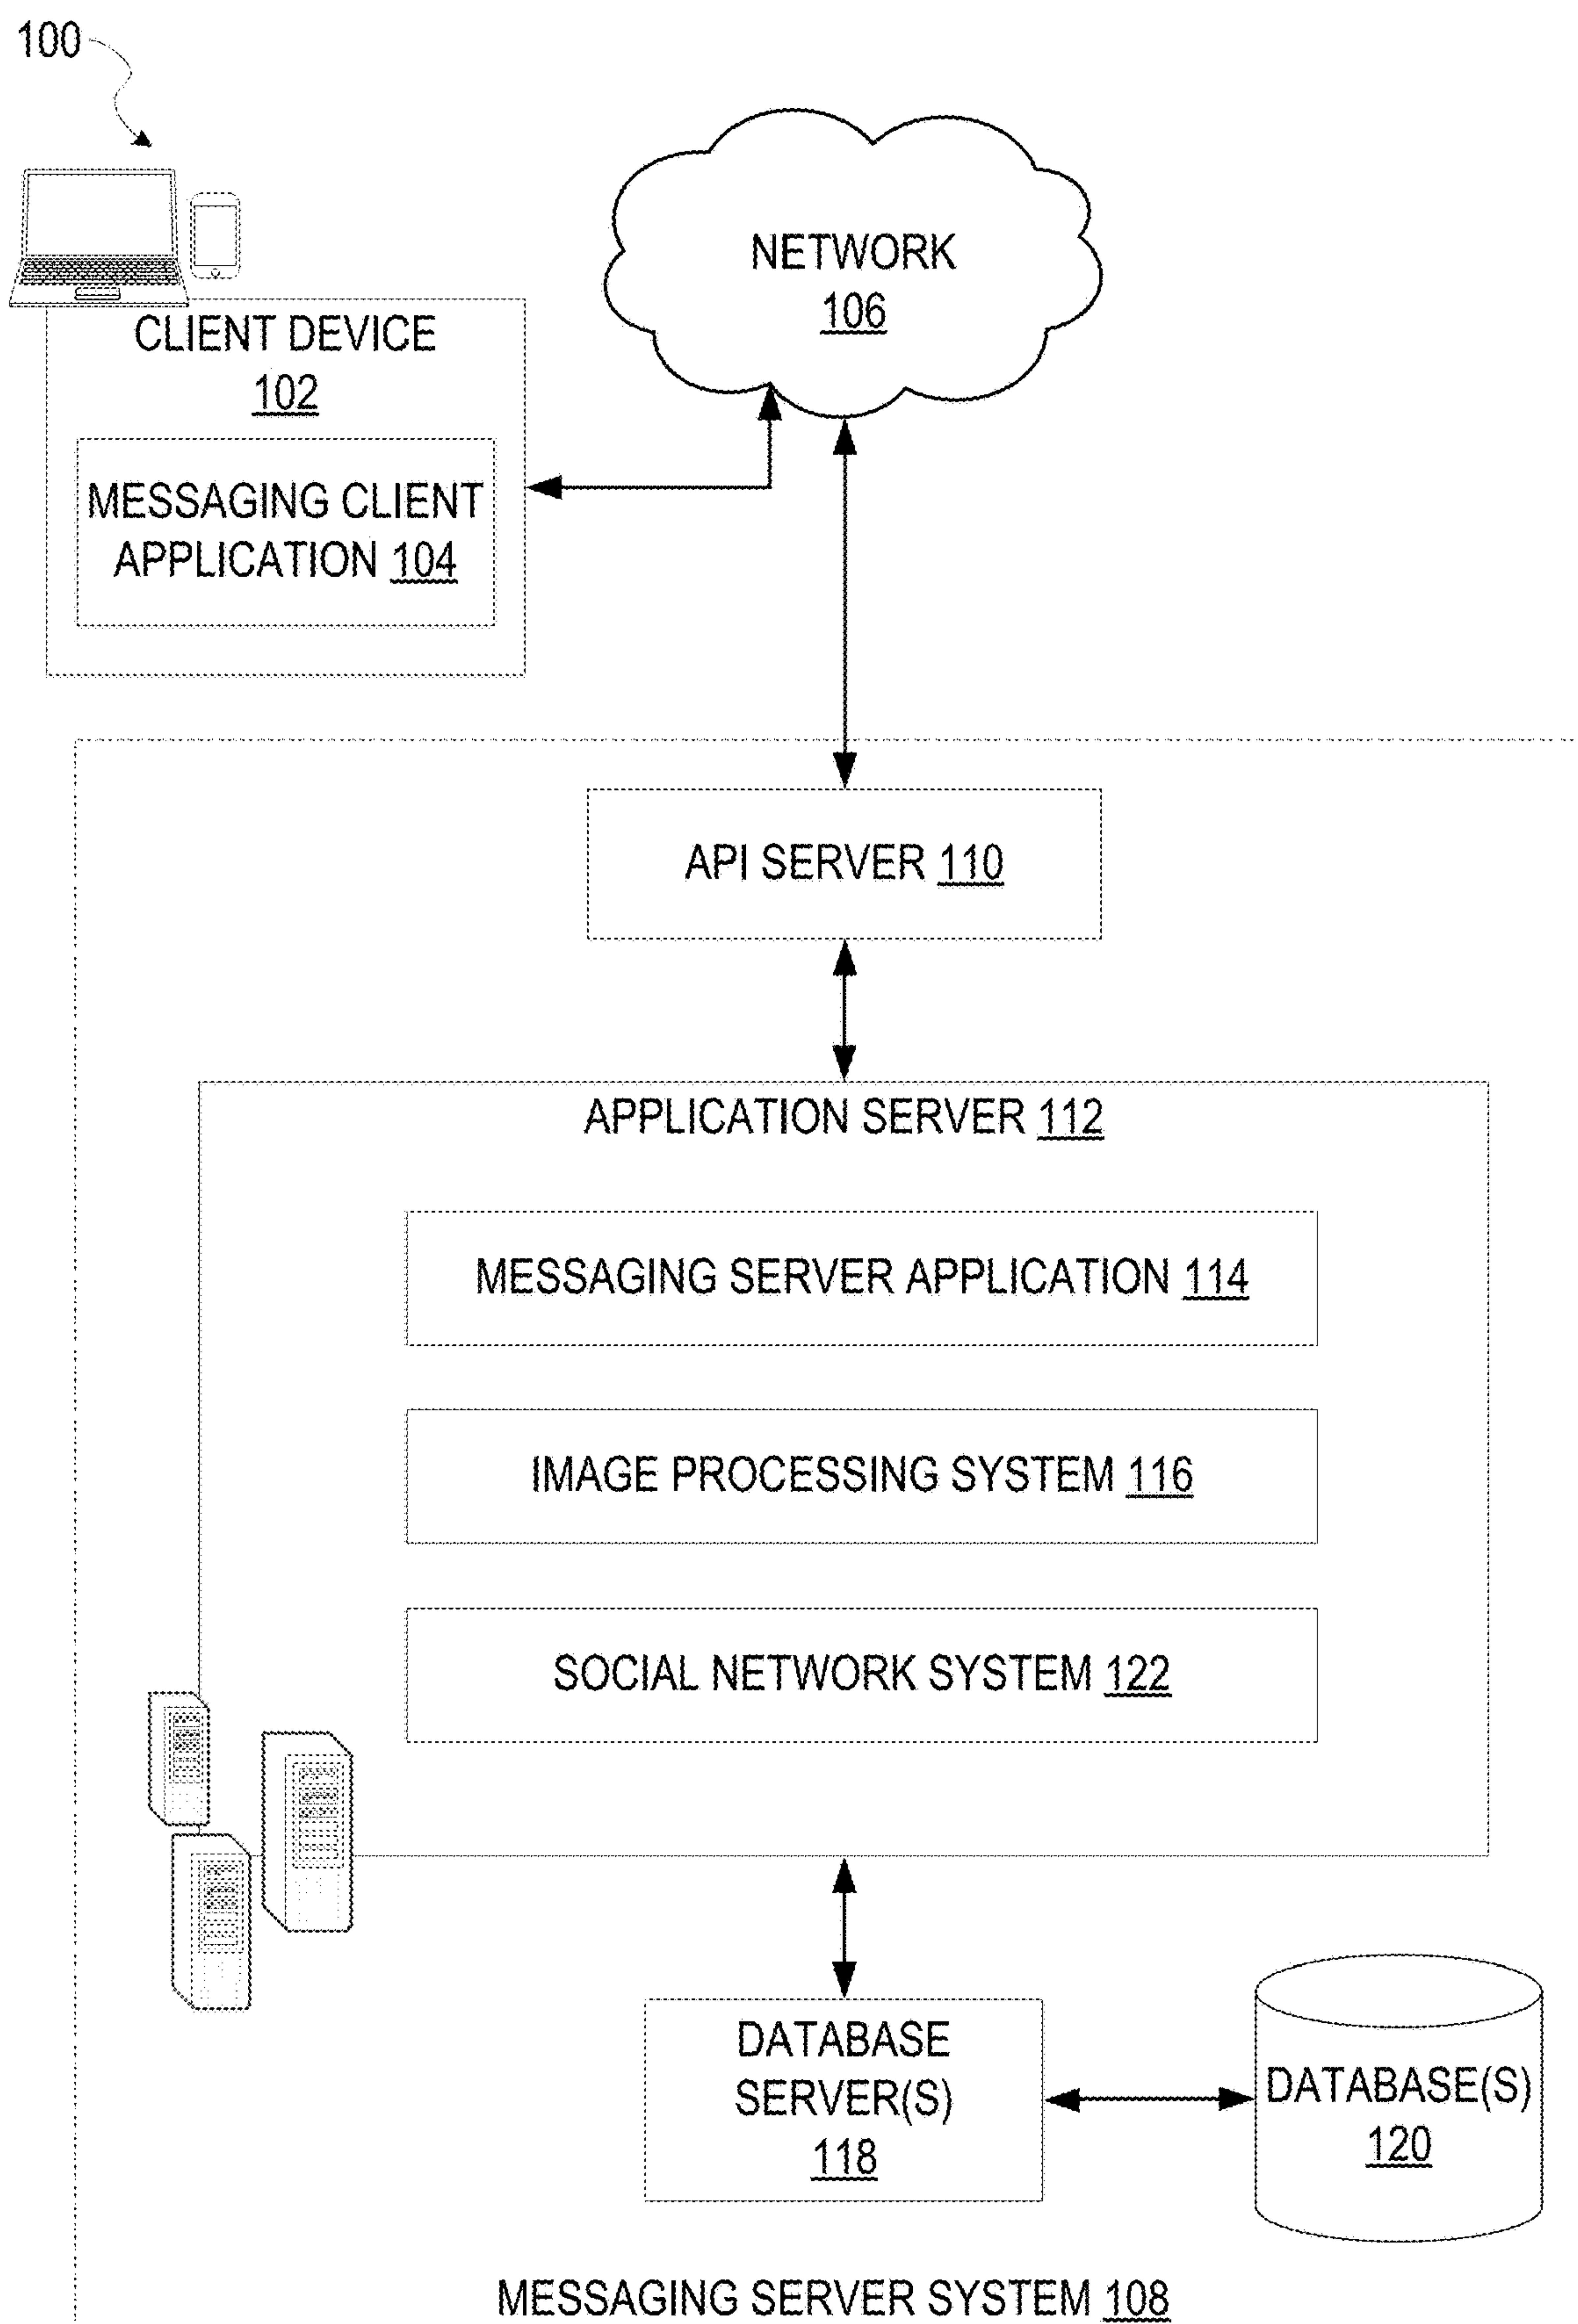 100
NETWORK
106
CLIENT DEVICE
102
MESSAGING CLIENT
APPLICATION 104
API SERVER 110
APPLICATION SERVER 112
MESSAGING SERVER APPLICATION 114
IMAGE PROCESSING SYSTEM 116
SOCIAL NETWORK SYSTEM 122
DATABASE
SERVER(S)
118
DATABASE(S)
120
MESSAGING SERVER SYSTEM 108